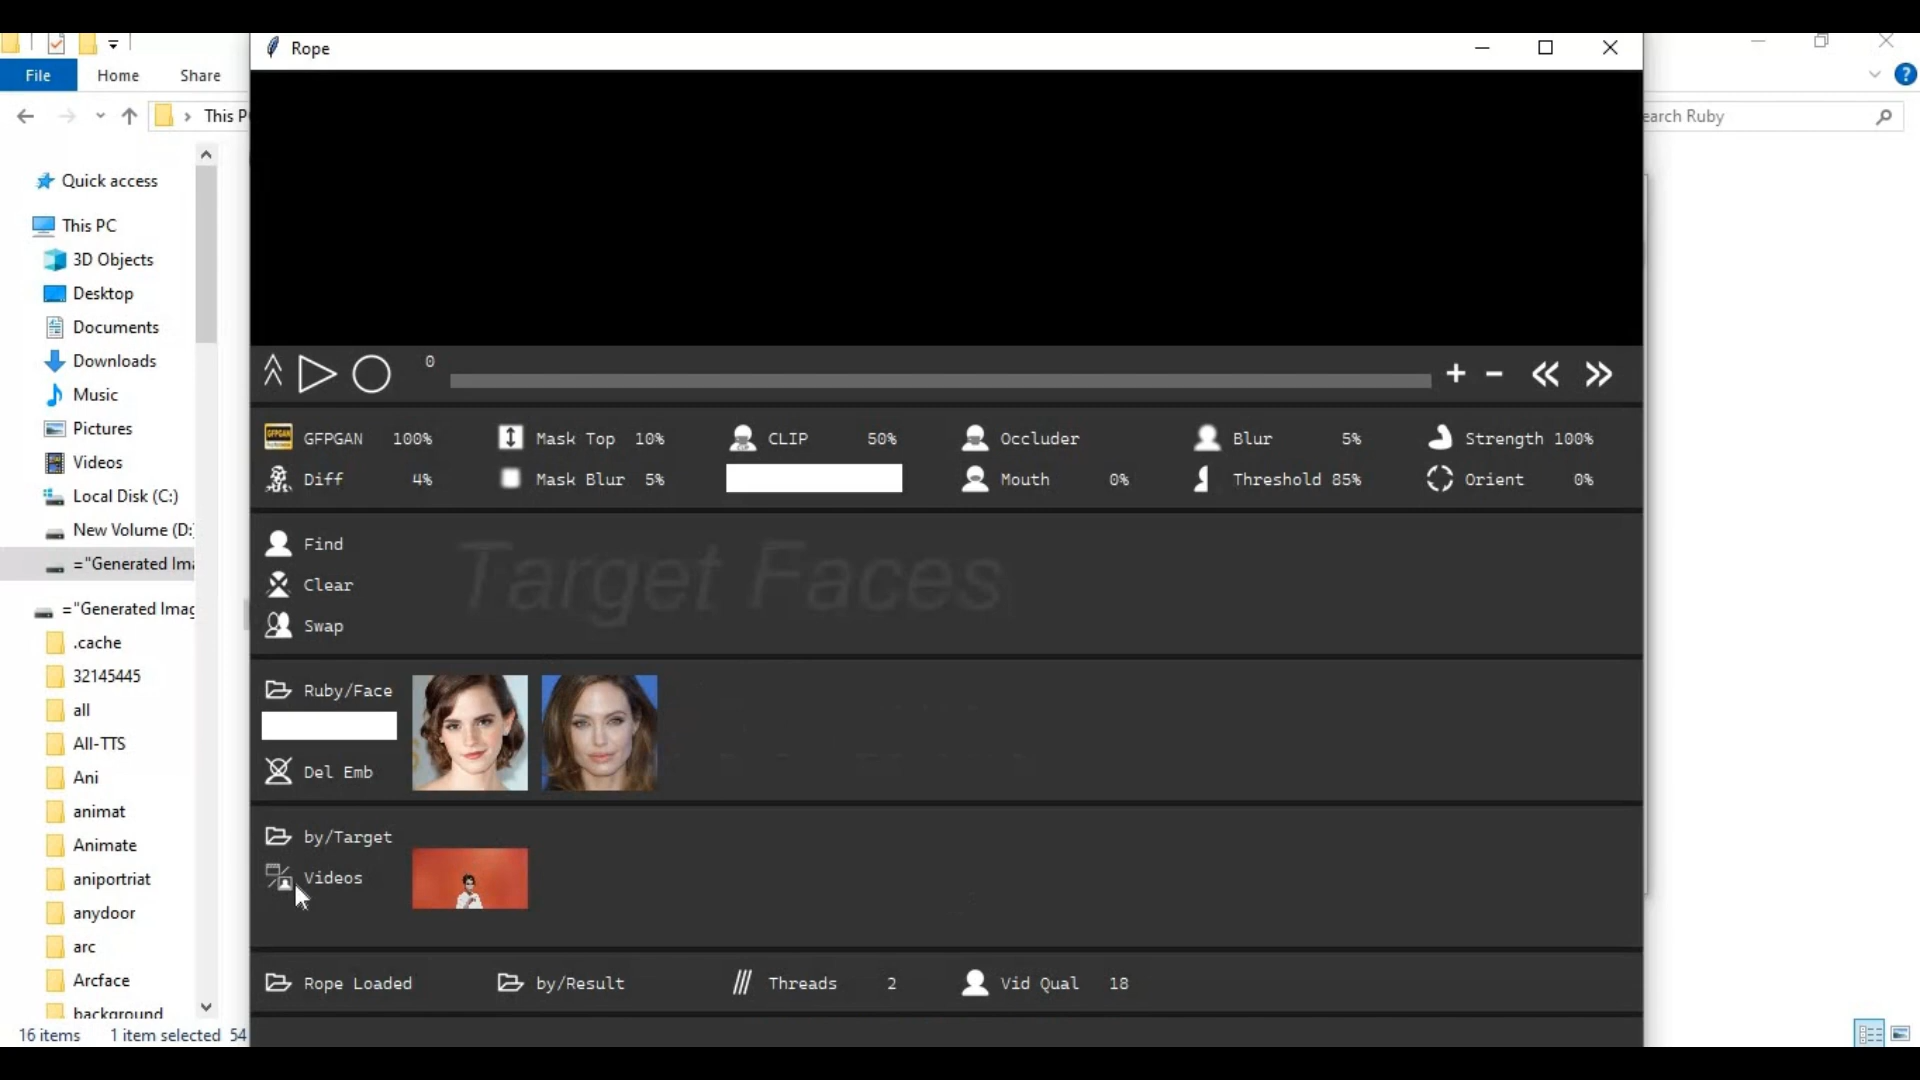 Rope
File Home Share
This P
earch Ruby
Quick access
This PC
3D Objects
Desktop
Documents
Downloads
Music
Pictures
Videos
Local Disk (C:)
New Volume (D:
="Generated Ima
="Generated Imag
.cache
32145445
all
All-TTS
Ani
animat
Animate
aniportriat
anydoor
arc
Arcface
background
16 items 1 item selected 54
0
GFPGAN 100% Mask Top 10% CLIP 50% Occluder Blur 5% Strength 100%
Diff 4% Mask Blur 5% Mouth 0% Threshold 85% Orient 0%
Find
Clear
Swap
Target Faces
Ruby/Face
Del Emb
by/Target
Videos
Rope Loaded by/Result Threads 2 Vid Qual 18